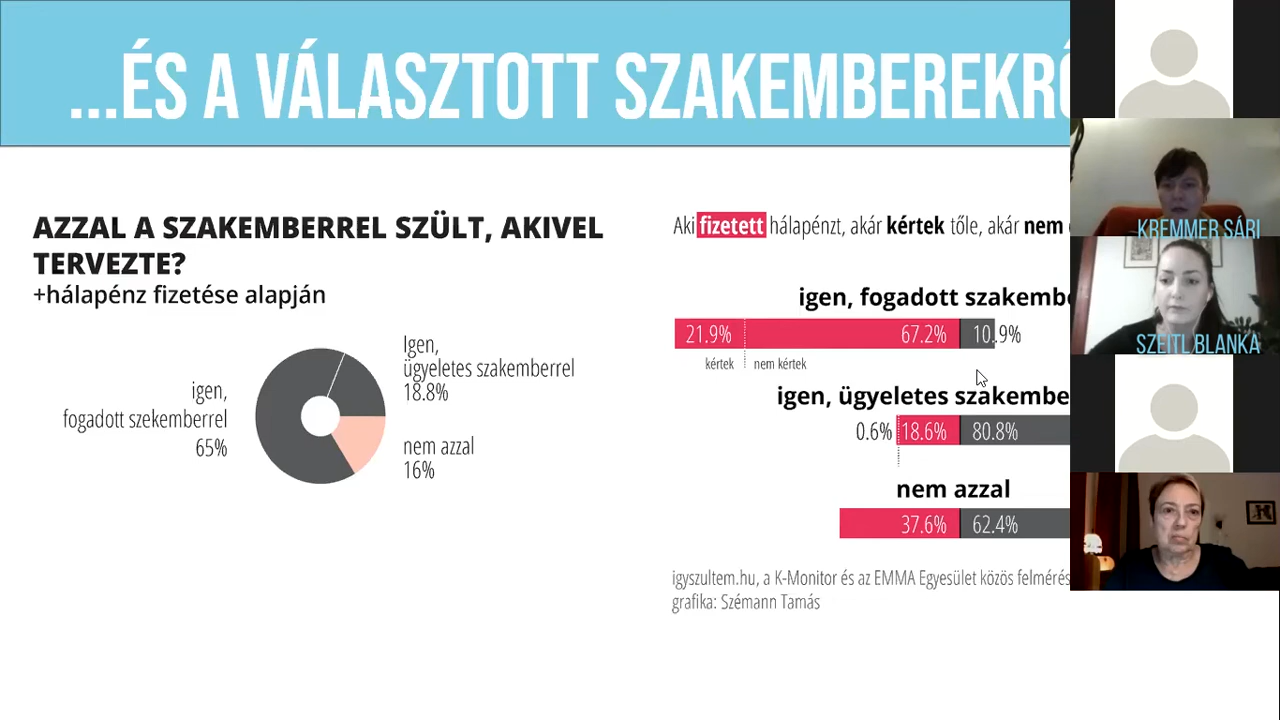 ...ÉS A VÁLASZTOTT SZAKEMBEREKRŐ
AZZAL A SZAKEMBERREL SZÜLT, AKIVEL
TERVEZTE?
+hálapénz fizetése alapján
Igen,
ügyeletes szakemberrel
18.8%
igen,
fogadott szekemberrel
65%
nem azzal
16%
Aki fizetett hálapénzt, akár kértek tőle, akár nem
igen, fogadott szakembe
21.9% 67.2% 10.9%
kértek nem kértek
igen, ügyeletes szakembe
0.6% 18.6% 80.8%
nem azzal
37.6% 62.4%
igyszultem.hu, a K-Monitor és az EMMA Egyesület közös felmérés
grafika: Szémann Tamás
KREMMER SÁRI
SZEITL BLANKA